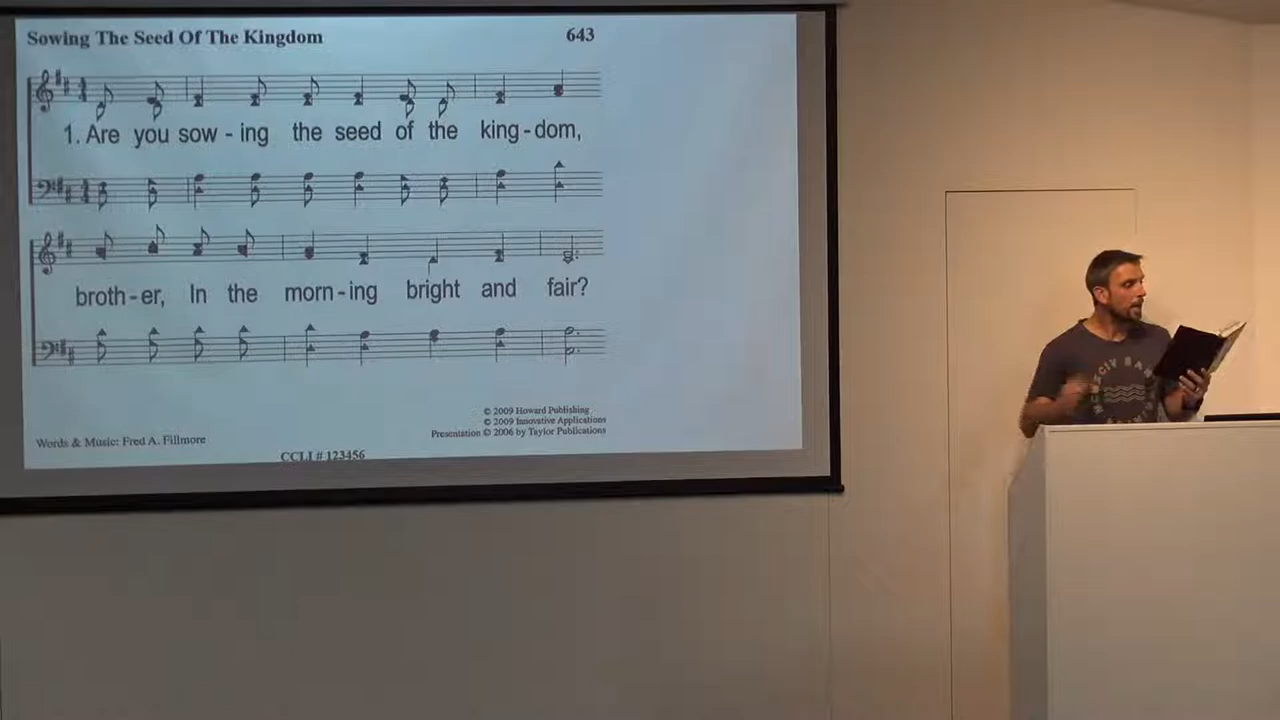 Sowing The Seed Of The Kingdom 643
1. Are you sow - ing the seed of the king - dom,
broth - er, In the morn - ing bright and fair?
© 2009 Howard Publishing
© 2009 Innovative Applications
Words & Music: Fred A. Fillmore
Presentation © 2006 by Taylor Publications
CCLI # 123456